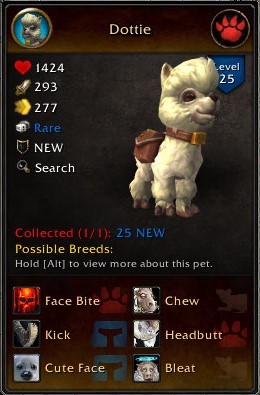 Dottie
Level
25
1424
293
277
Rare
NEW
Search
Collected (1/1): 25 NEW
Possible Breeds:
Hold [Alt] to view more about this pet.
Face Bite
Chew
Kick
Headbutt
Cute Face
Bleat